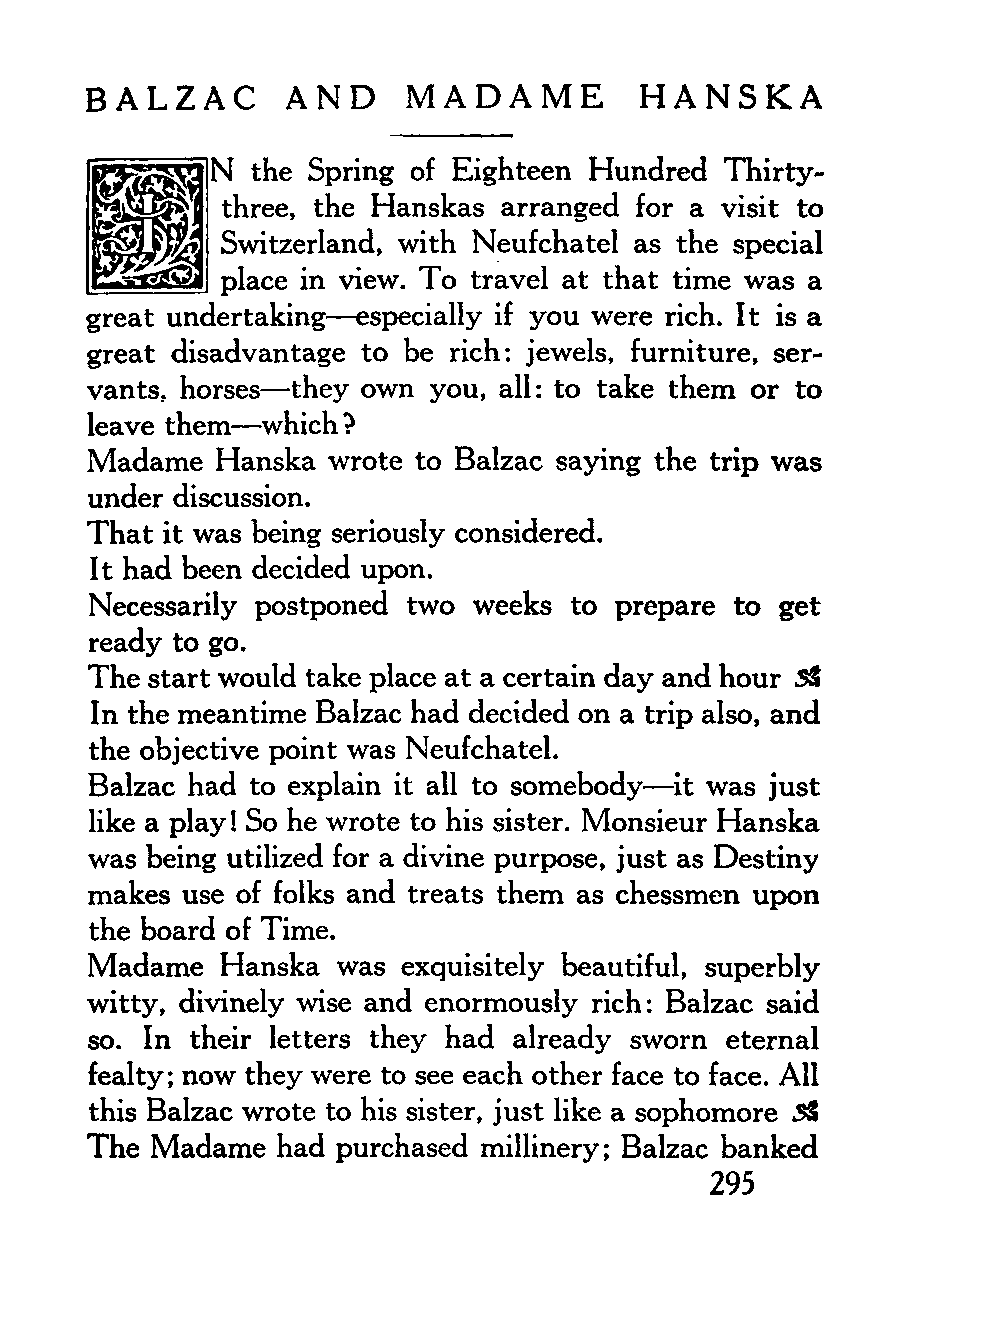 BALZAC AND MADAME HANSKA
IN the Spring of Eighteen Hundred Thirty-
three, the Hanskas arranged for a visit to
Switzerland, with Neufchatel as the special
place in view. To travel at that time was a
great undertaking—especially if you were rich. It is a
great disadvantage to be rich: jewels, furniture, ser-
vants, horses—they own you, all: to take them or to
leave them—which?
Madame Hanska wrote to Balzac saying the trip was
under discussion.
That it was being seriously considered.
It had been decided upon.
Necessarily postponed two weeks to prepare to get
ready to go.
The start would take place at a certain day and hour
In the meantime Balzac had decided on a trip also, and
the objective point was Neufchatel.
Balzac had to explain it all to somebody—it was just
like a play! So he wrote to his sister. Monsieur Hanska
was being utilized for a divine purpose, just as Destiny
makes use of folks and treats them as chessmen upon
the board of Time.
Madame Hanska was exquisitely beautiful, superbly
witty, divinely wise and enormously rich: Balzac said
so. In their letters they had already sworn eternal
fealty; now they were to see each other face to face. All
this Balzac wrote to his sister, just like a sophomore
The Madame had purchased millinery; Balzac banked
295